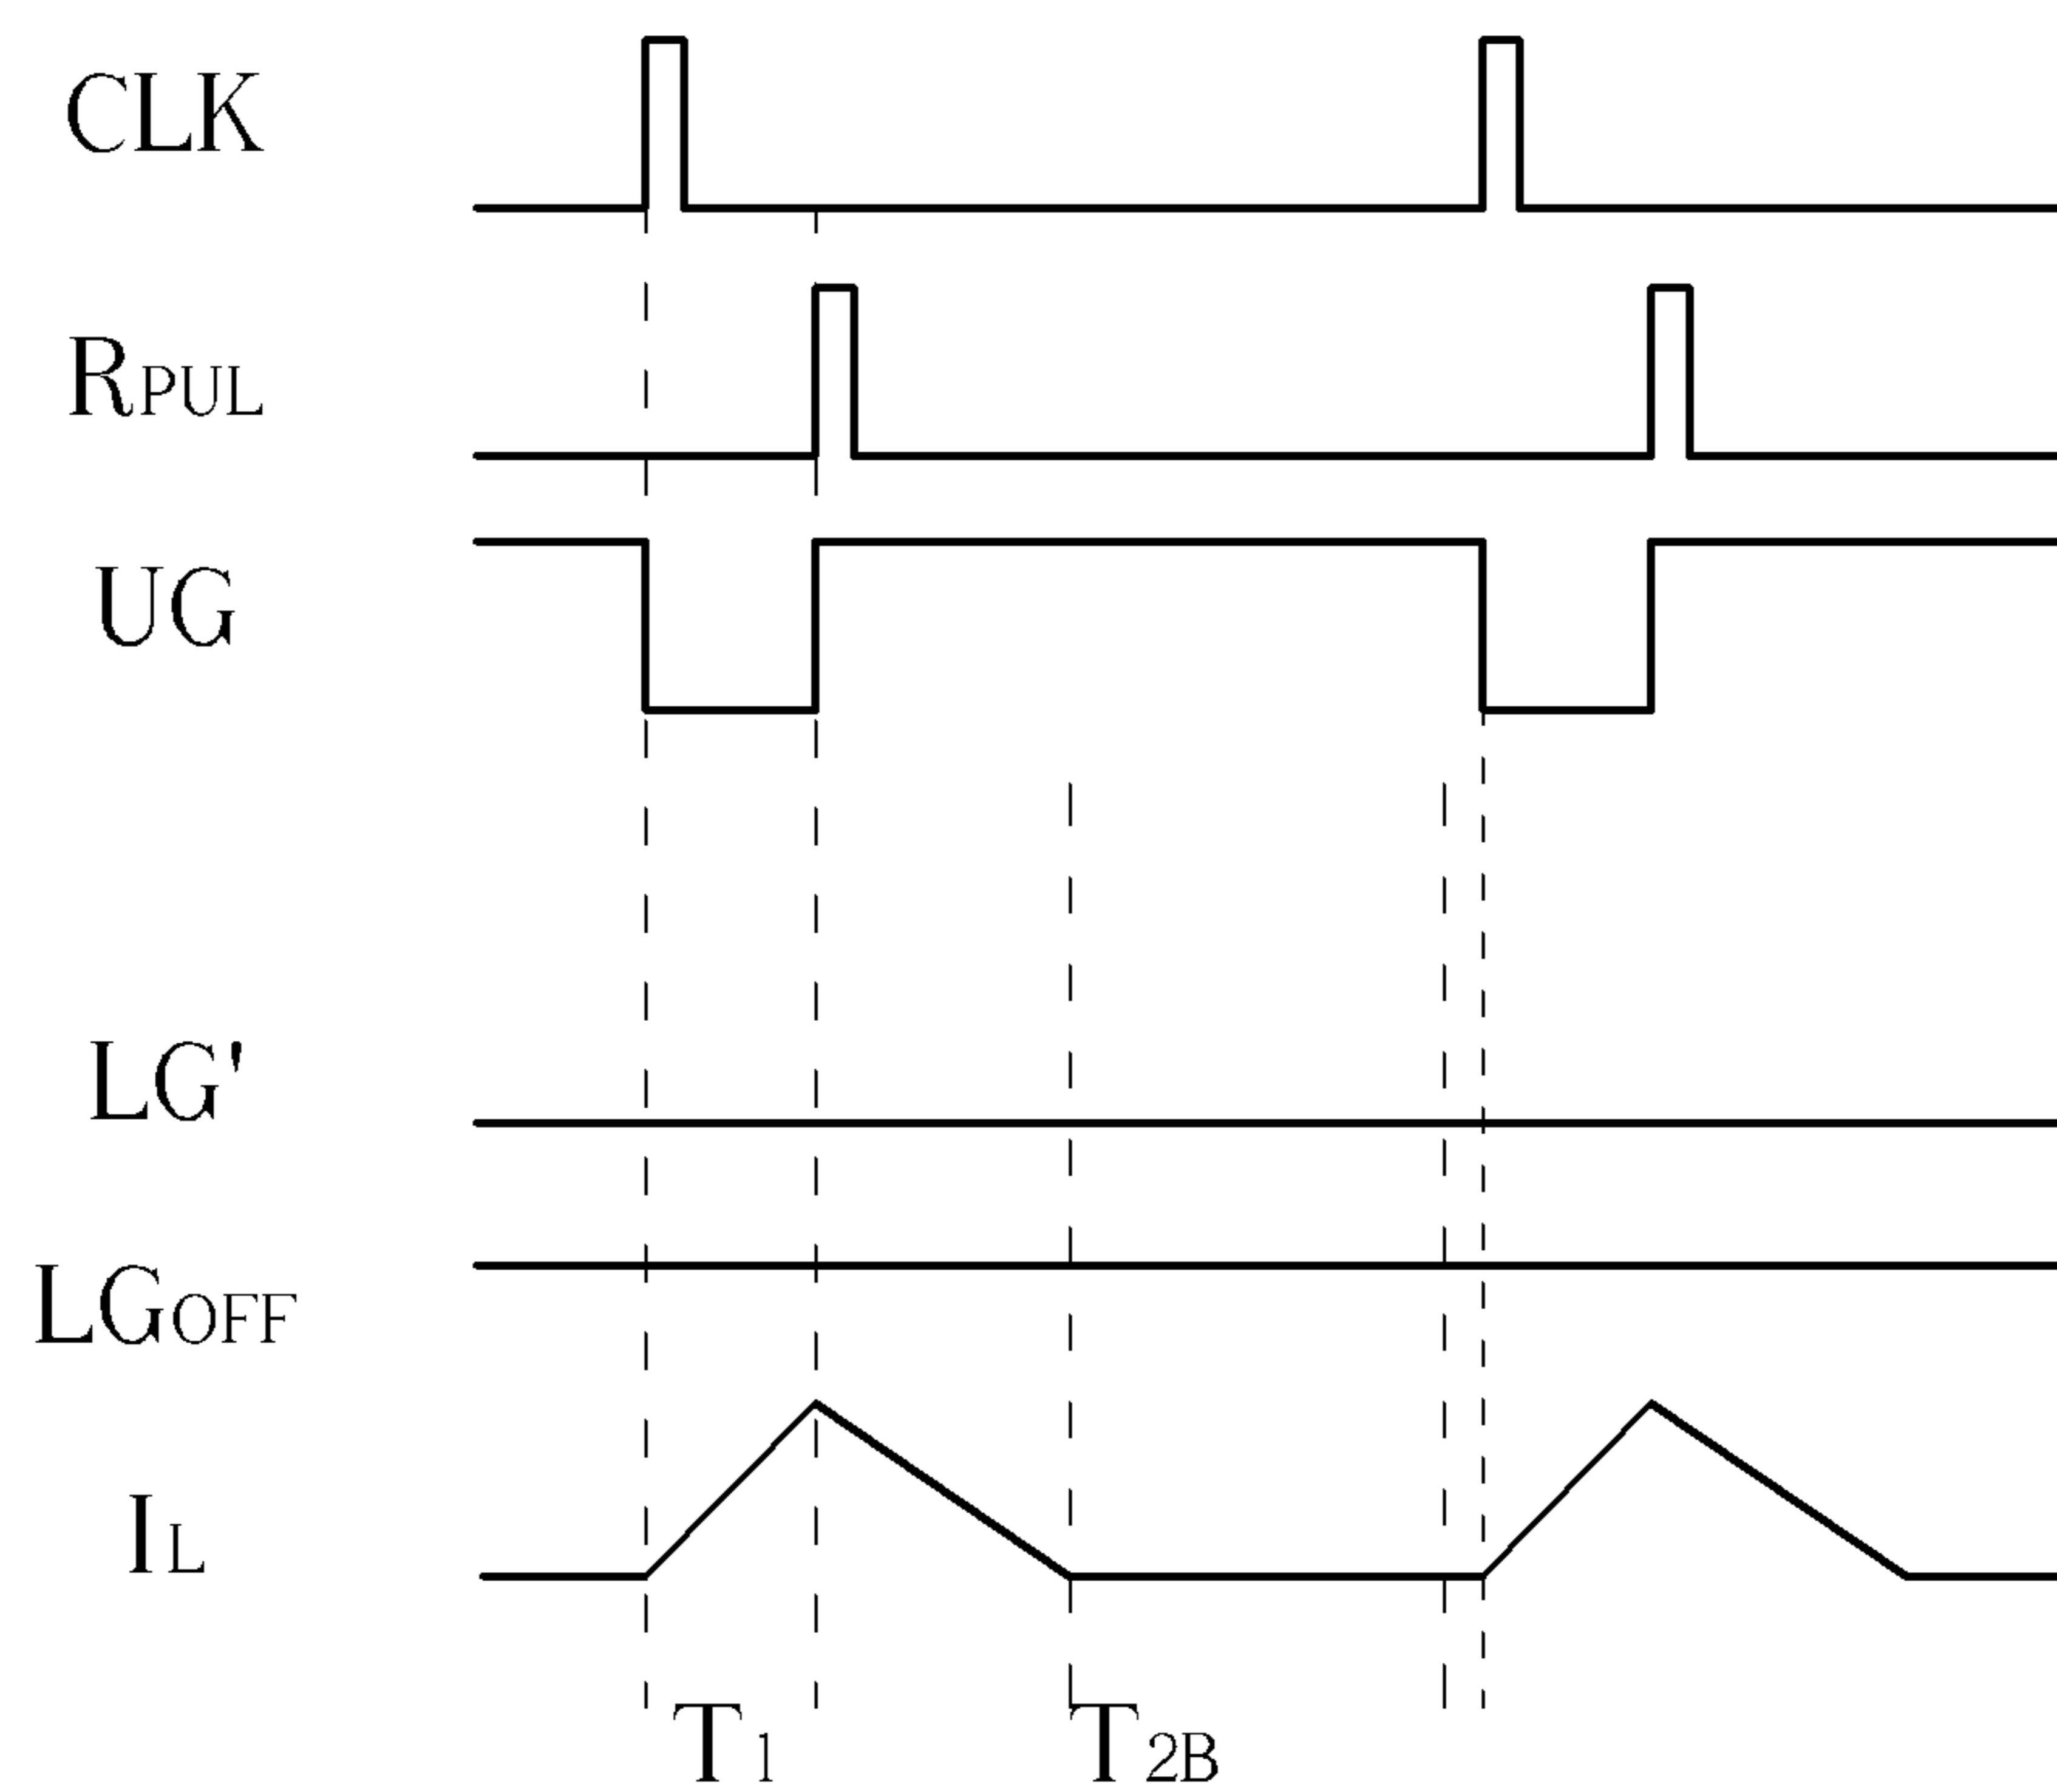 CLK
RPUL
UG
LG'
LGOFF
IL
T1 T2B